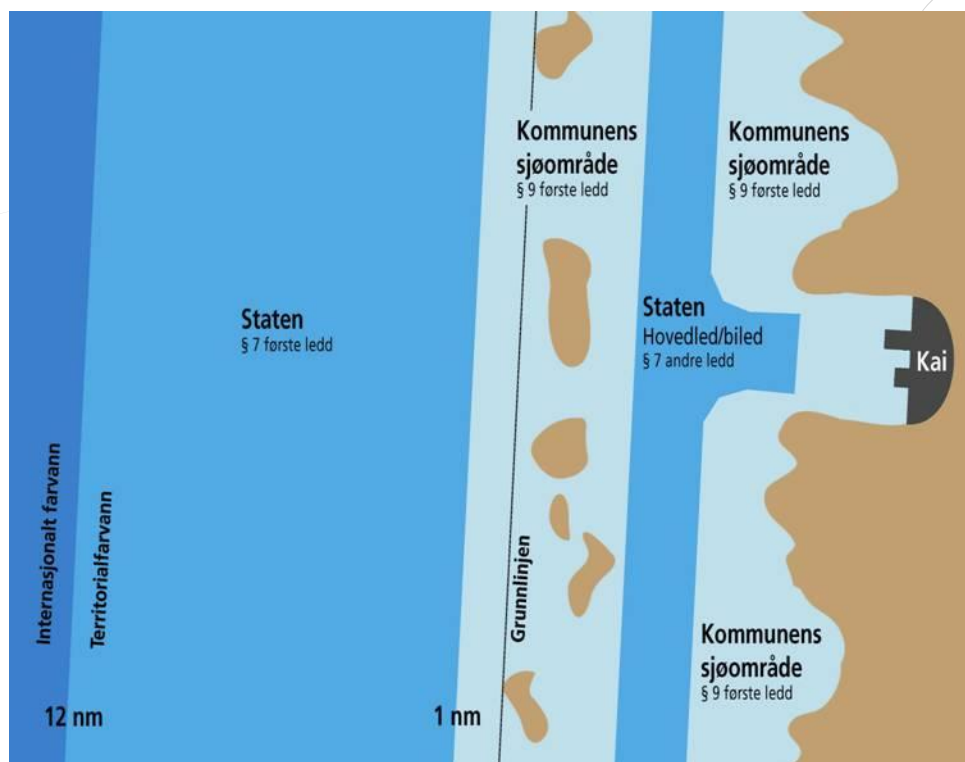 Kommunens
sjøområde
§ 9 første ledd
Kommunens
sjøområde
§ 9 første ledd
Staten
§ 7 første ledd
Staten
Hovedled/biled
§ 7 andre ledd
Kai
Internasjonalt farvann
Territorialfarvann
Grunnlinjen
Kommunens
sjøområde
§ 9 første ledd
12 nm
1 nm